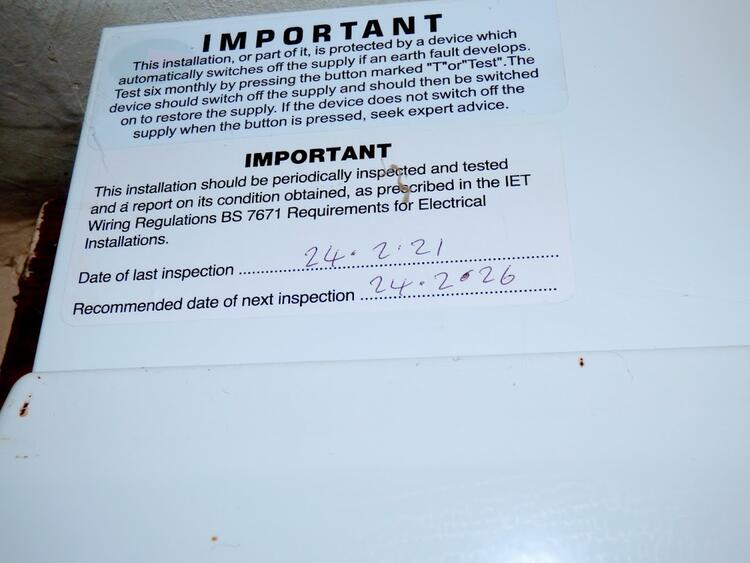 IMPORTANT
This installation, or part of it, is protected by a device which
automatically switches off the supply if an earth fault develops.
Test six monthly by pressing the button marked "T"or"Test". The
device should switch off the supply and should then be switched
on to restore the supply. If the device does not switch off the
supply when the button is pressed, seek expert advice.
IMPORTANT
This installation should be periodically inspected and tested
and a report on its condition obtained, as prescribed in the IET
Wiring Regulations BS 7671 Requirements for Electrical
Installations.
Date of last inspection 24.2.21
Recommended date of next inspection 24.2.26